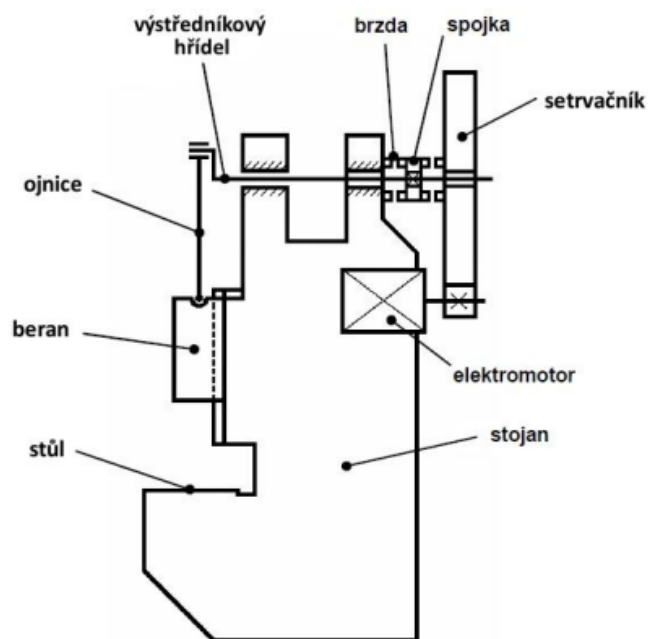 výstředníkový
hřídel
brzda
spojka
setrvačník
ojnice
beran
elektromotor
stojan
stůl